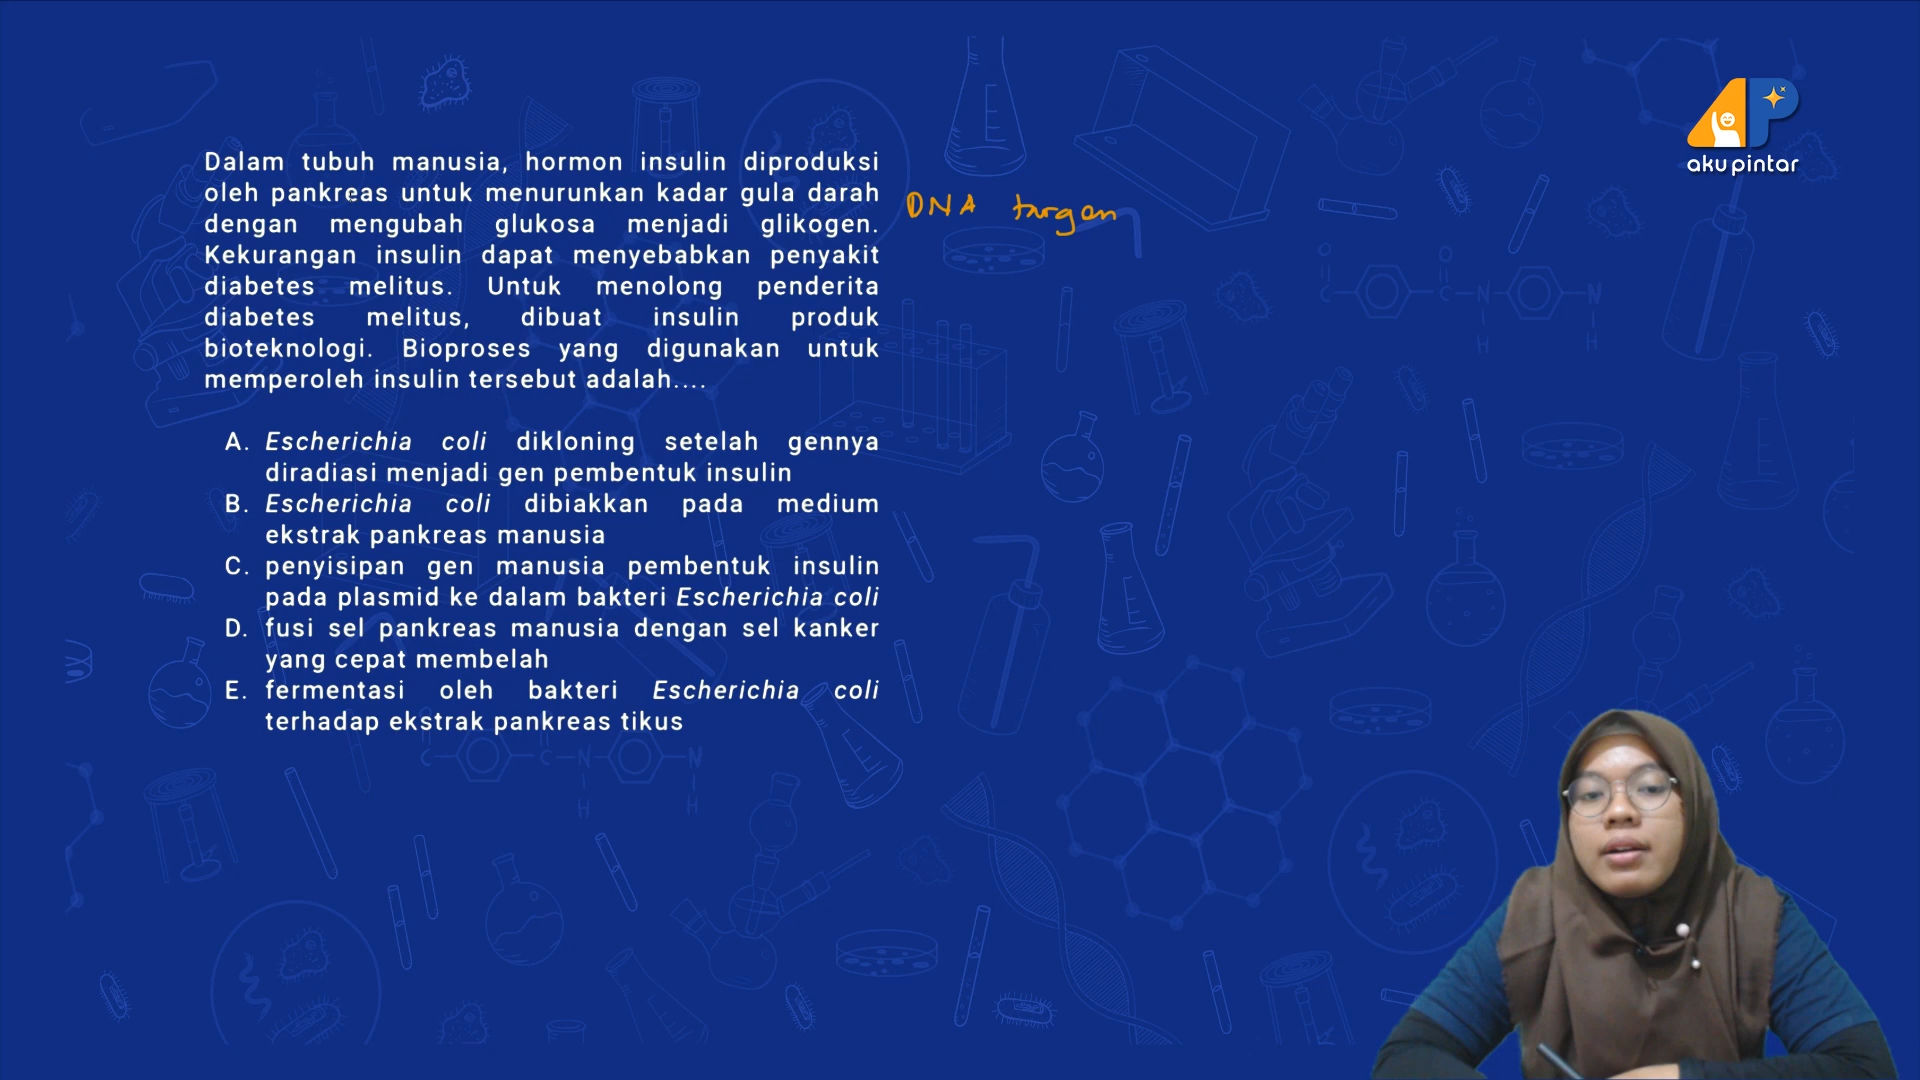 Dalam tubuh manusia, hormon insulin diproduksi
oleh pankreas untuk menurunkan kadar gula darah
dengan mengubah glukosa menjadi glikogen.
Kekurangan insulin dapat menyebabkan penyakit
diabetes melitus. Untuk menolong penderita
diabetes melitus, dibuat insulin produk
bioteknologi. Bioproses yang digunakan untuk
memperoleh insulin tersebut adalah....
A. Escherichia coli dikloning setelah gennya
diradiasi menjadi gen pembentuk insulin
B. Escherichia coli dibiakkan pada medium
ekstrak pankreas manusia
C. penyisipan gen manusia pembentuk insulin
pada plasmid ke dalam bakteri Escherichia coli
D. fusi sel pankreas manusia dengan sel kanker
yang cepat membelah
E. fermentasi oleh bakteri Escherichia coli
terhadap ekstrak pankreas tikus
DNA targen
AP
aku pintar
C C N N
H H
C C N N
H H